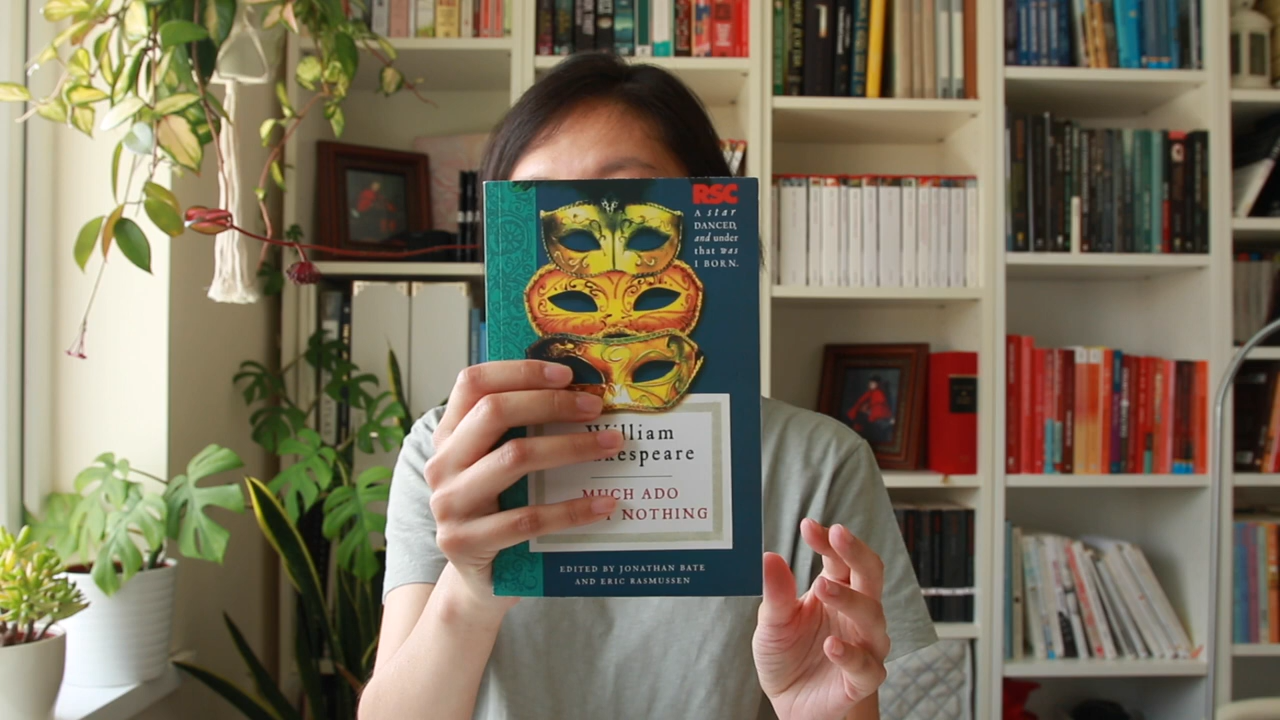 RSC
A star
DANCED,
and under
that was
I BORN.
William
kespeare
MUCH ADO
NOTHING
EDITED BY JONATHAN BATE
AND ERIC RASMUSSEN